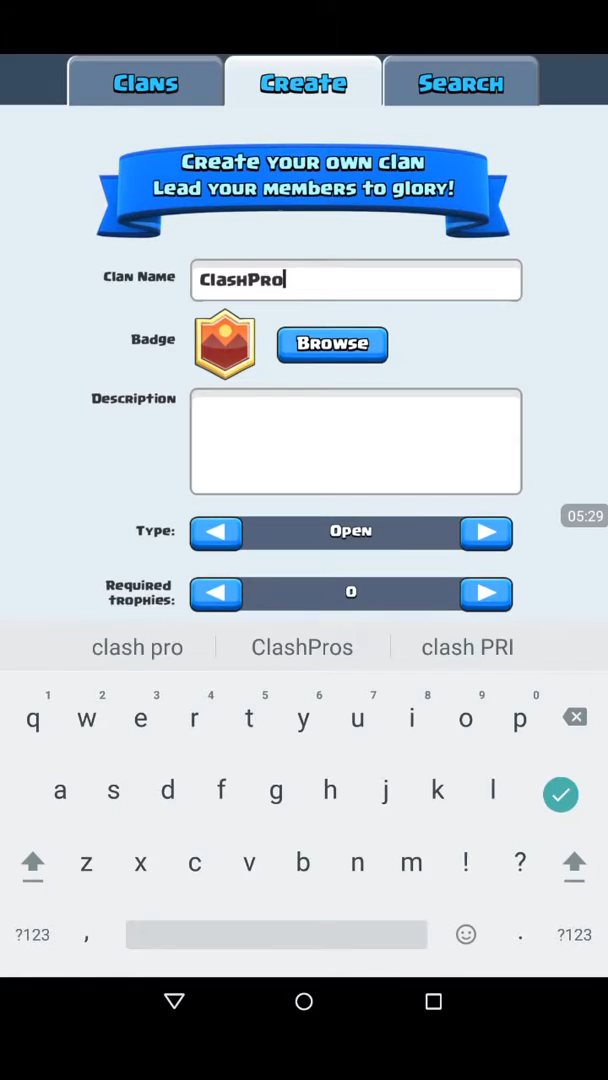 Clans
Create
Search
Create your own clan
Lead your members to glory!
Clan Name
ClashPro
Badge
Browse
Description
Type:
Open
05:29
Required
trophies:
0
clash pro
ClashPros
clash PRI
1 2 3 4 5 6 7 8 9 0
q w e r t y u i o p
a s d f g h j k l
z x c v b n m ! ?
?123 , . ?123